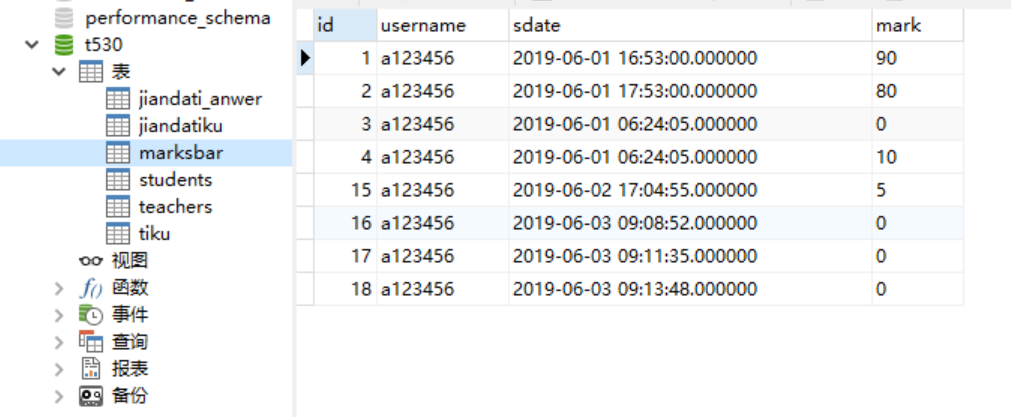 performance_schema
t530
表
jiandati_anwer
jiandatiku
marksbar
students
teachers
tiku
视图
函数
事件
查询
报表
备份
id username sdate mark
1 a123456 2019-06-01 16:53:00.000000 90
2 a123456 2019-06-01 17:53:00.000000 80
3 a123456 2019-06-01 06:24:05.000000 0
4 a123456 2019-06-01 06:24:05.000000 10
15 a123456 2019-06-02 17:04:55.000000 5
16 a123456 2019-06-03 09:08:52.000000 0
17 a123456 2019-06-03 09:11:35.000000 0
18 a123456 2019-06-03 09:13:48.000000 0